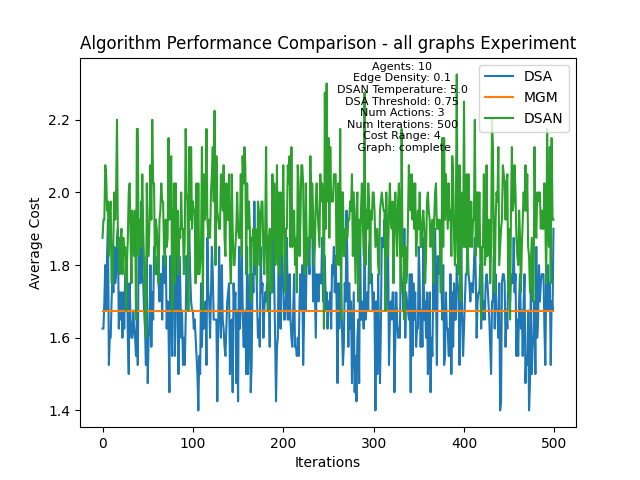 Algorithm Performance Comparison - all graphs Experiment
Agents: 10
Edge Density: 0.1
DSAN Temperature: 5.0
DSA Threshold: 0.75
Num Actions: 3
Num Iterations: 500
Cost Range: 4
Graph: complete
DSA
MGM
DSAN
Average Cost
2.2
2.0
1.8
1.6
1.4
0
100
200
300
400
500
Iterations